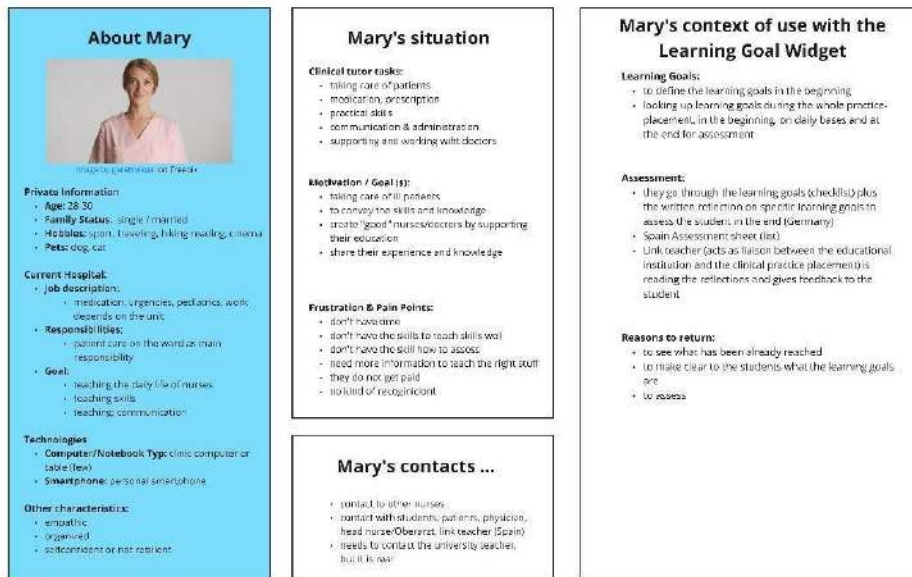 About Mary
Image by on Freepik
Private Information
• Age: 28-30
• Family Status: single / married
• Hobbies: sport, traveling, hiking reading, cinema
• Pets: dog, cat
Current Hospital:
• Job description:
• medication, urgencies, pediatrics, work
depends on the unit
• Responsibilities:
• patient care on the ward as main
responsibility
• Goal:
• teaching the daily life of nurses
• teaching skills
• teaching: communication
Technologies
• Computer/Notebook Typ: clinic computer or
table (few)
• Smartphone: personal smartphone
Other characteristics:
• empathic
• organized
• selfconfident or not resilient
Mary's situation
Clinical tutor tasks:
• taking care of patients
• medication, prescription
• practical skills
• communication & administration
• supporting and working wiht doctors
Motivation / Goal (s):
• taking care of ill patients
• to convey the skills and knowledge
• create "good" nurses/doctors by supporting
their education
• share their experience and knowledge
Frustration & Pain Points:
• don't have time
• don't have the skills to teach skills well
• don't have the skill how to assess
• need more information to teach the right stuff
• they do not get paid
• no kind of
Mary's contacts ...
• contact to other nurses
• contact with students, patients, physician,
head nurse/Oberarzt, link teacher (Spain)
• needs to contact the university teacher,
but it is
Mary's context of use with the
Learning Goal Widget
Learning Goals:
• to define the learning goals in the beginning
• looking up learning goals during the whole practice-
placement, in the beginning, on daily bases and at
the end for assessment
Assessment:
• they go through the learning goals (checklist) plus
the written reflection on specific learning goals to
assess the student in the end (Germany)
• Spain Assessment sheet (list)
• Link teacher (acts as liaison between the educational
institution and the clinical practice placement) is
reading the reflections and gives feedback to the
student
Reasons to return:
• to see what has been already reached
• to make clear to the students what the learning goals
are
• to assess